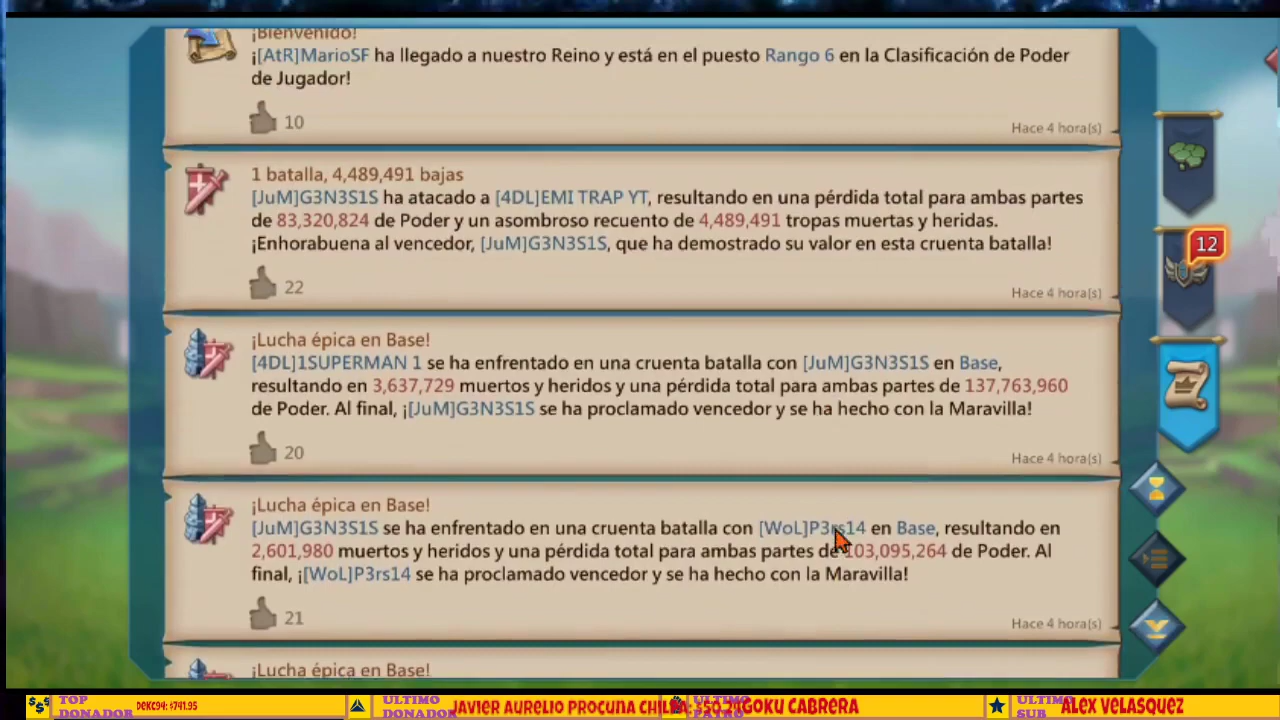 ¡Bienvenido!
¡[AtR]MarioSF ha llegado a nuestro Reino y está en el puesto Rango 6 en la Clasificación de Poder
de Jugador!
10
Hace 4 hora(s)
1 batalla, 4,489,491 bajas
[JuM]G3N3S1S ha atacado a [4DL]EMI TRAP YT, resultando en una pérdida total para ambas partes
de 83,320,824 de Poder y un asombroso recuento de 4,489,491 tropas muertas y heridas.
¡Enhorabuena al vencedor, [JuM]G3N3S1S, que ha demostrado su valor en esta cruenta batalla!
22
Hace 4 hora(s)
12
¡Lucha épica en Base!
[4DL]1SUPERMAN 1 se ha enfrentado en una cruenta batalla con [JuM]G3N3S1S en Base,
resultando en 3,637,729 muertos y heridos y una pérdida total para ambas partes de 137,763,960
de Poder. Al final, ¡[JuM]G3N3S1S se ha proclamado vencedor y se ha hecho con la Maravilla!
20
Hace 4 hora(s)
¡Lucha épica en Base!
[JuM]G3N3S1S se ha enfrentado en una cruenta batalla con [WoL]P3rs14 en Base, resultando en
2,601,980 muertos y heridos y una pérdida total para ambas partes de 103,095,264 de Poder. Al
final, ¡[WoL]P3rs14 se ha proclamado vencedor y se ha hecho con la Maravilla!
21
Hace 4 hora(s)
¡Lucha épica en Base!
TOP
DONADOR
DEKC94: $741.95
ULTIMO
DONADOR
JAVIER AURELIO PROCUNA
ULTIMO
GOKU CABRERA
ULTIMO
SUB
ALEX VELASQUEZ